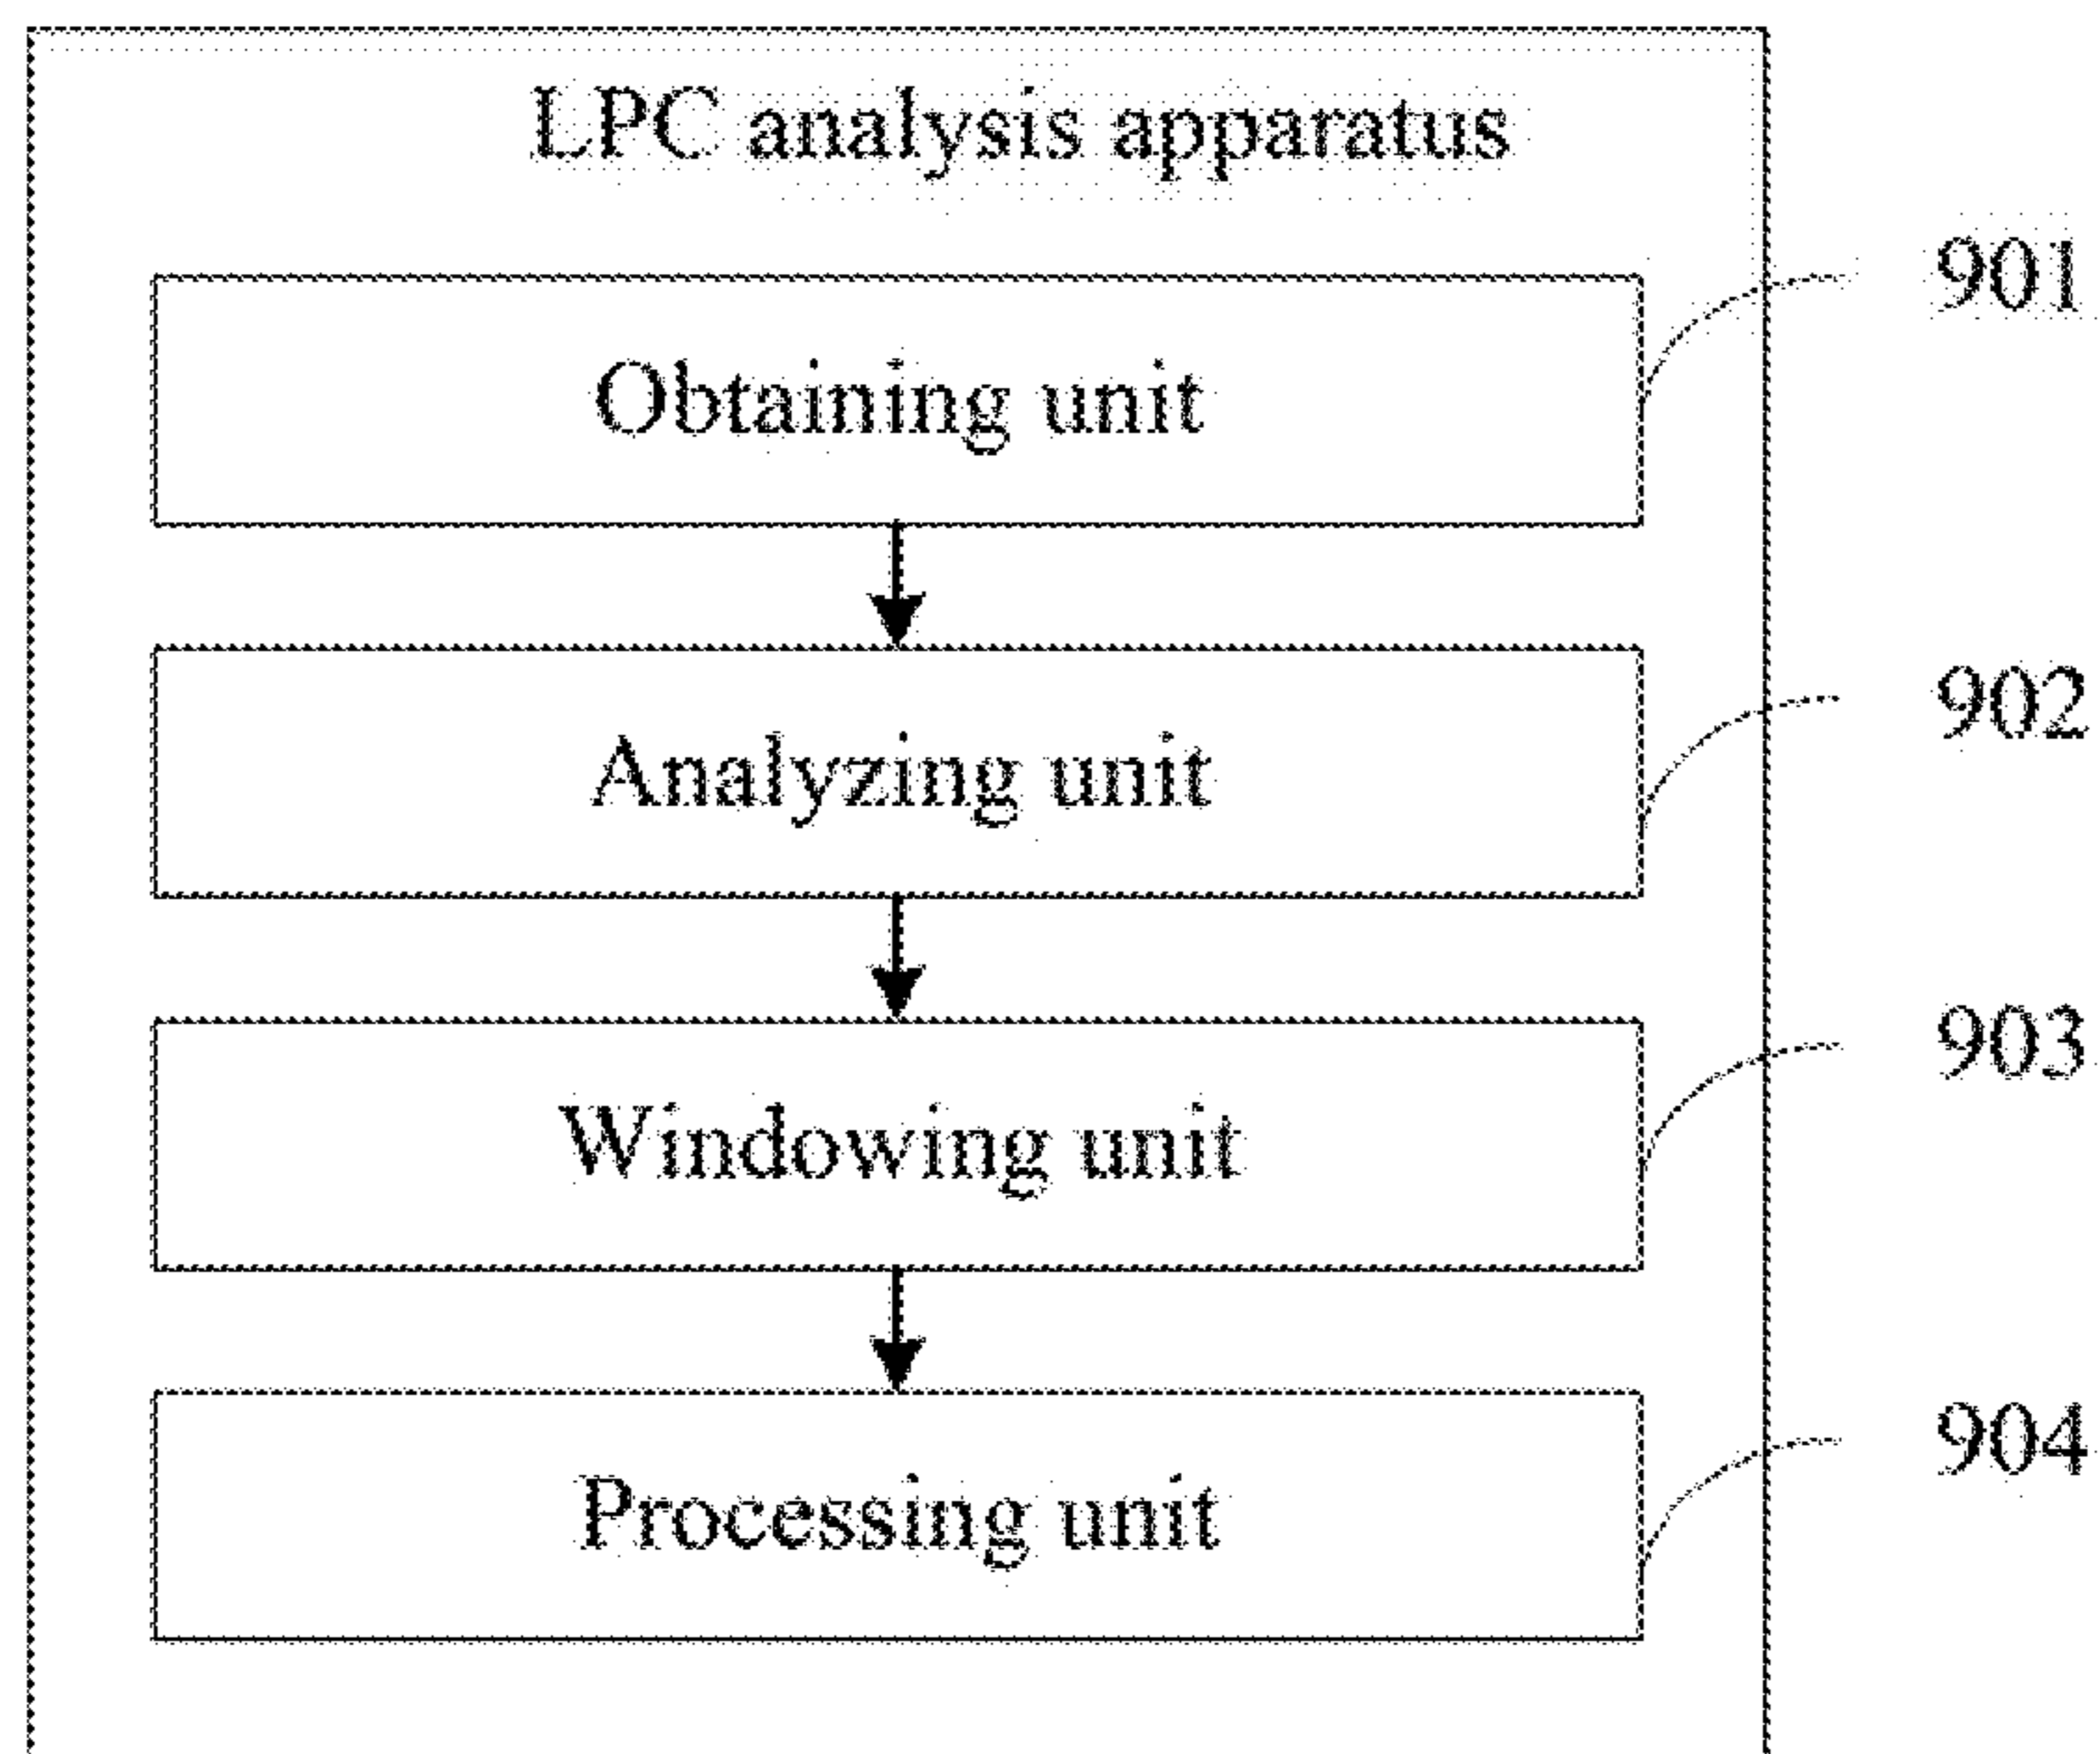 LPC analysis apparatus
901
Obtaining unit
902
Analyzing unit
903
Windowing unit
904
Processing unit